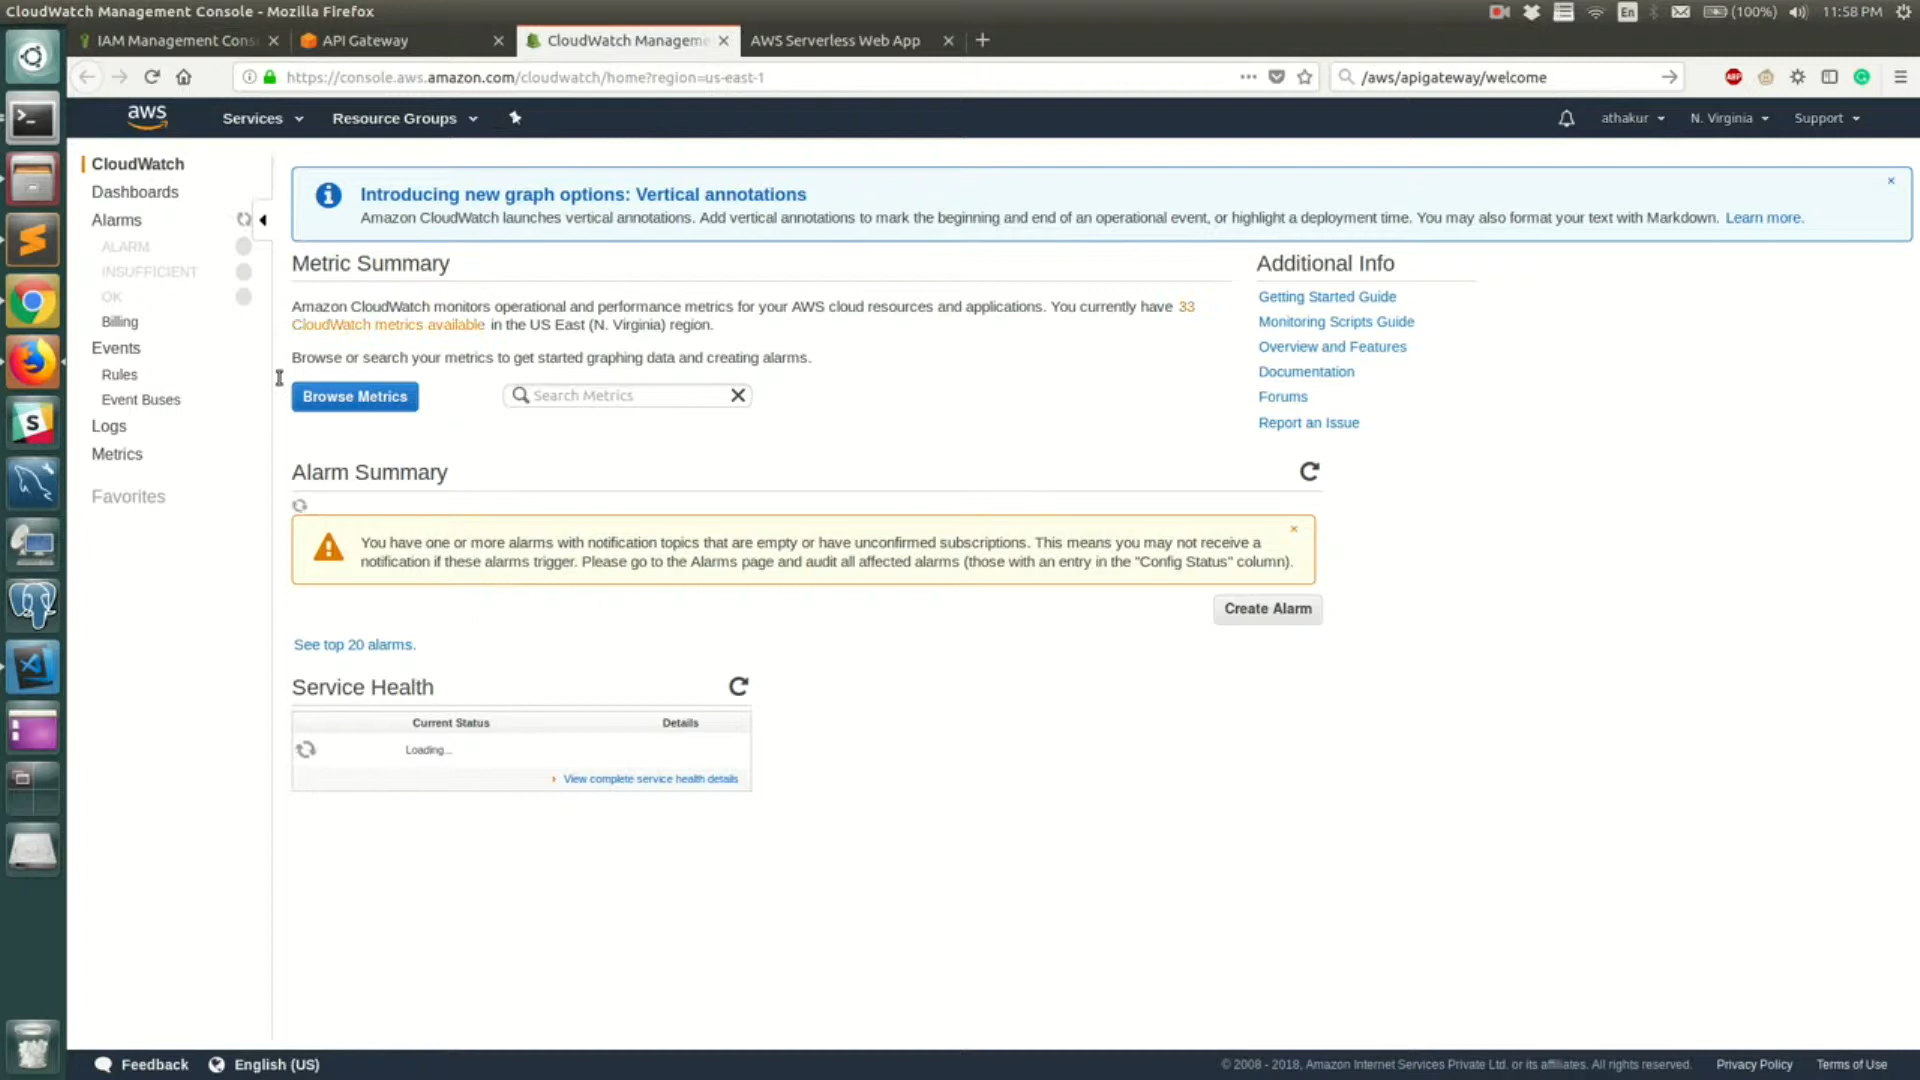 CloudWatch Management Console - Mozilla Firefox
En
(100%)
11:58 PM
IAM Management Cons
API Gateway
CloudWatch Manageme
AWS Serverless Web App
https://console.aws.amazon.com/cloudwatch/home?region=us-east-1
/aws/apigateway/welcome
ABP
aws
Services
Resource Groups
athakur
N. Virginia
Support
CloudWatch
Dashboards
Alarms
ALARM
INSUFFICIENT
OK
Billing
Events
Rules
Event Buses
Logs
Metrics
Favorites
Introducing new graph options: Vertical annotations
Amazon CloudWatch launches vertical annotations. Add vertical annotations to mark the beginning and end of an operational event, or highlight a deployment time. You may also format your text with Markdown. Learn more.
Metric Summary
Amazon CloudWatch monitors operational and performance metrics for your AWS cloud resources and applications. You currently have 33
CloudWatch metrics available in the US East (N. Virginia) region.
Browse or search your metrics to get started graphing data and creating alarms.
Browse Metrics
Search Metrics
Additional Info
Getting Started Guide
Monitoring Scripts Guide
Overview and Features
Documentation
Forums
Report an Issue
Alarm Summary
You have one or more alarms with notification topics that are empty or have unconfirmed subscriptions. This means you may not receive a
notification if these alarms trigger. Please go to the Alarms page and audit all affected alarms (those with an entry in the "Config Status" column).
Create Alarm
See top 20 alarms.
Service Health
Current Status
Details
Loading...
View complete service health details
Feedback
English (US)
© 2008 - 2018, Amazon Internet Services Private Ltd. or its affiliates. All rights reserved.
Privacy Policy
Terms of Use